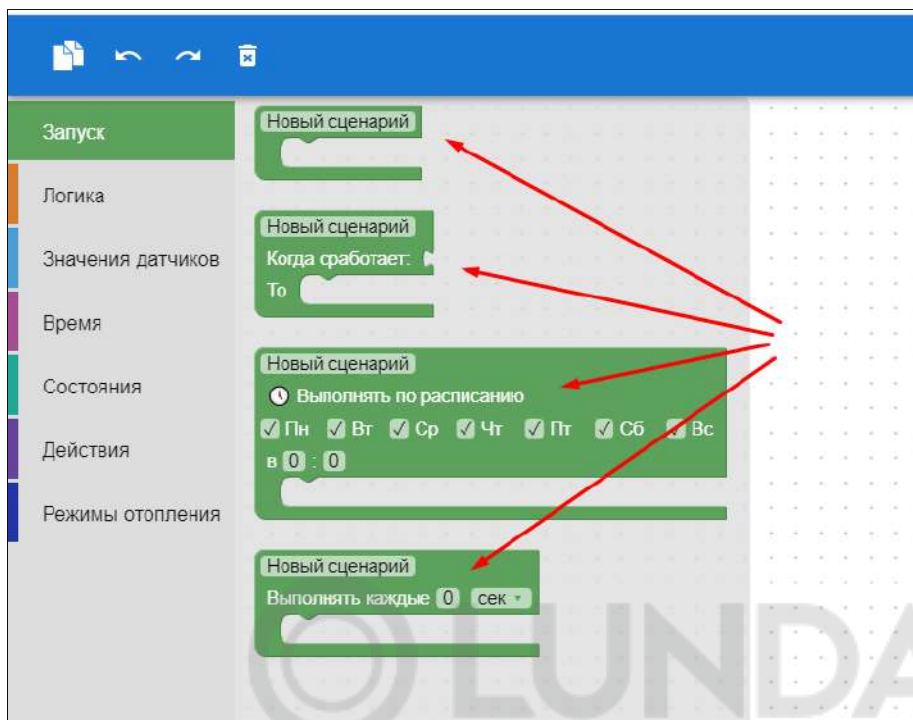 Запуск
Логика
Значения датчиков
Время
Состояния
Действия
Режимы отопления
Новый сценарий
Новый сценарий
Когда сработает:
То
Новый сценарий
Выполнять по расписанию
Пн Вт Ср Чт Пт Сб Вс
в 0 : 0
Новый сценарий
Выполнять каждые 0 сек
LUNDA